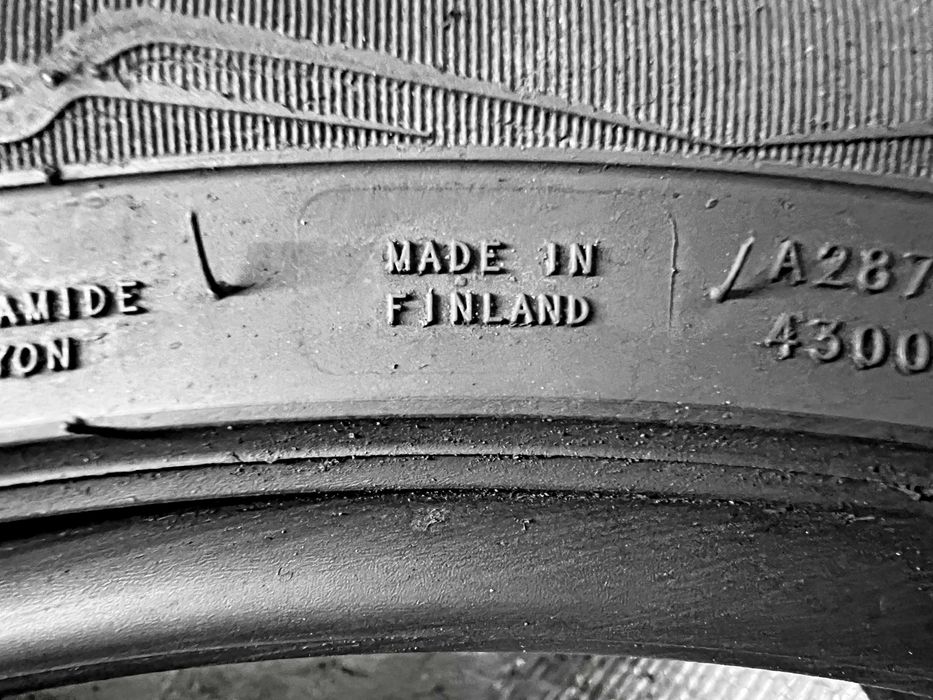 AMIDE
YON
MADE IN
FINLAND
A287
4300